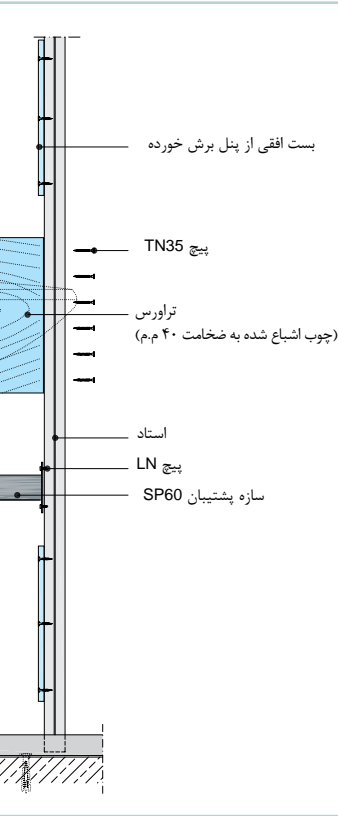 بست افقی از پنل برش خورده
پیچ TN35
تراورس
(چوب اشباع شده به ضخامت ۴۰ م.م)
استاد
پیچ LN
سازه پشتیبان SP60